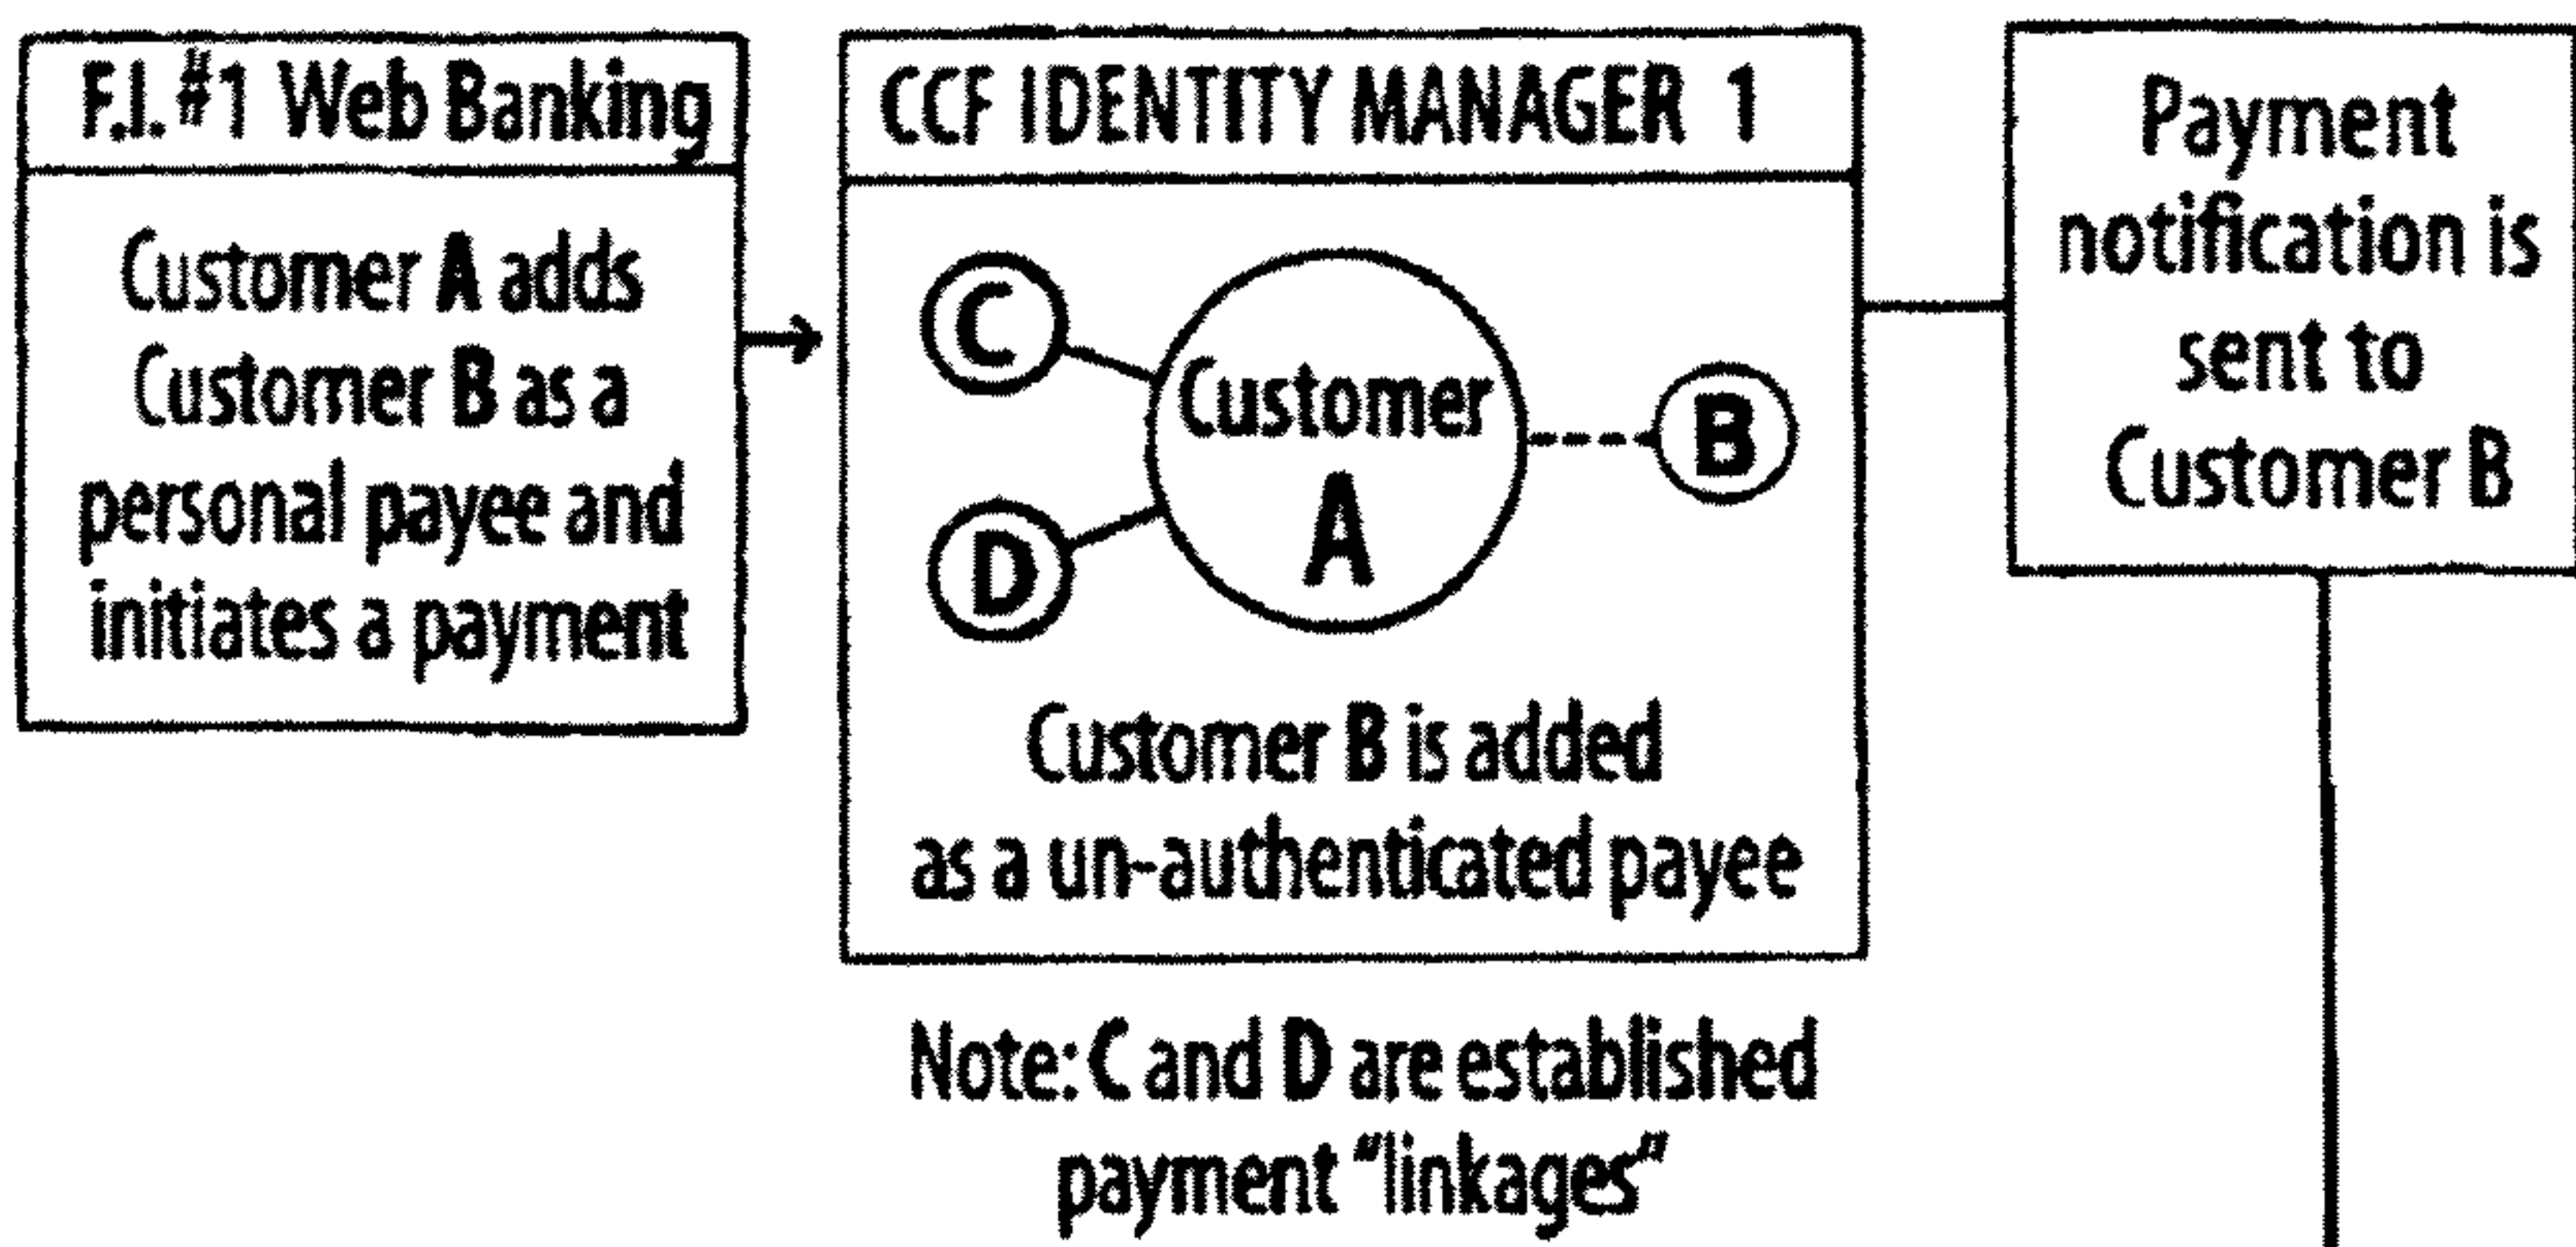 F.I. #1 Web Banking
Customer A adds
Customer B as a
personal payee and
initiates a payment
CCF IDENTITY MANAGER 1
C
Customer
A
B
D
Customer B is added
as a un-authenticated payee
Note: C and D are established
payment "linkages"
Payment
notification is
sent to
Customer B